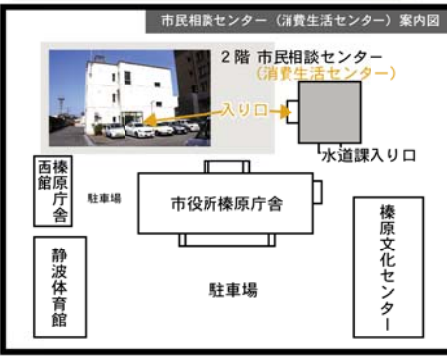 市民相談センター（消費生活センター）案内図
2階 市民相談センター
（消費生活センター）
入り口
水道課入り口
榛原庁舎
西館
駐車場
市役所榛原庁舎
静波体育館
駐車場
榛原文化センター